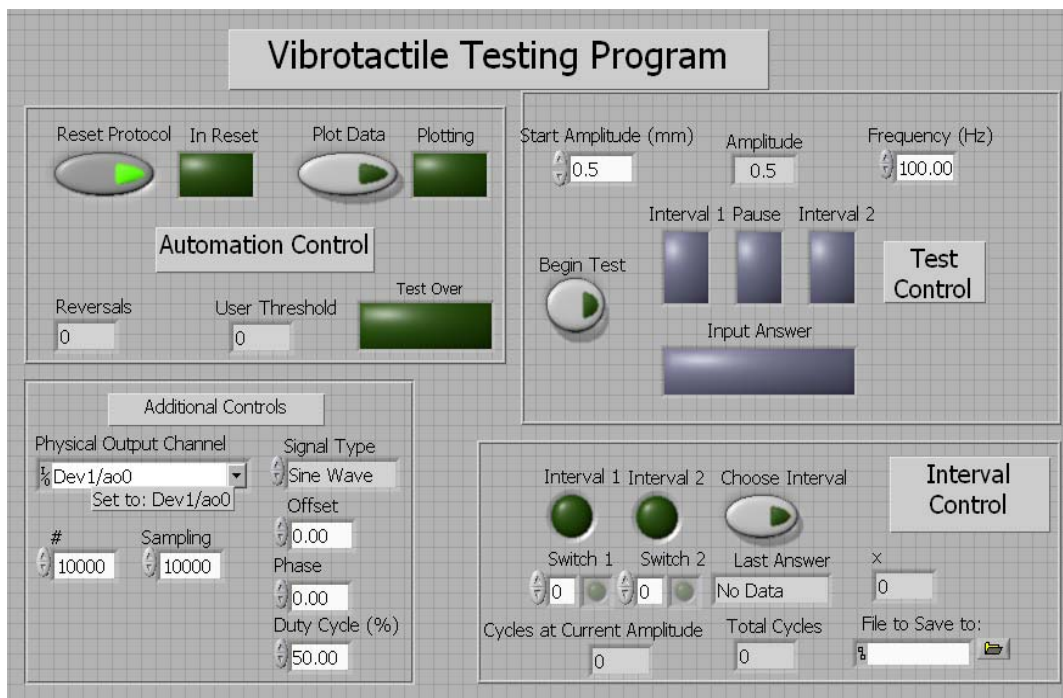 Vibrotactile Testing Program
Reset Protocol In Reset Plot Data Plotting
Automation Control
Reversals User Threshold Test Over
0 0
Start Amplitude (mm) Amplitude Frequency (Hz)
0.5 0.5 100.00
Interval 1 Pause Interval 2
Begin Test
Test
Control
Input Answer
Additional Controls
Physical Output Channel Signal Type
Dev1/ao0 Sine Wave
Set to: Dev1/ao0
Offset
0.00
# Sampling
10000 10000
Phase
0.00
Duty Cycle (%)
50.00
Interval 1 Interval 2 Choose Interval
Interval
Control
Switch 1 Switch 2 Last Answer x
0 0 No Data 0
Cycles at Current Amplitude Total Cycles File to Save to:
0 0